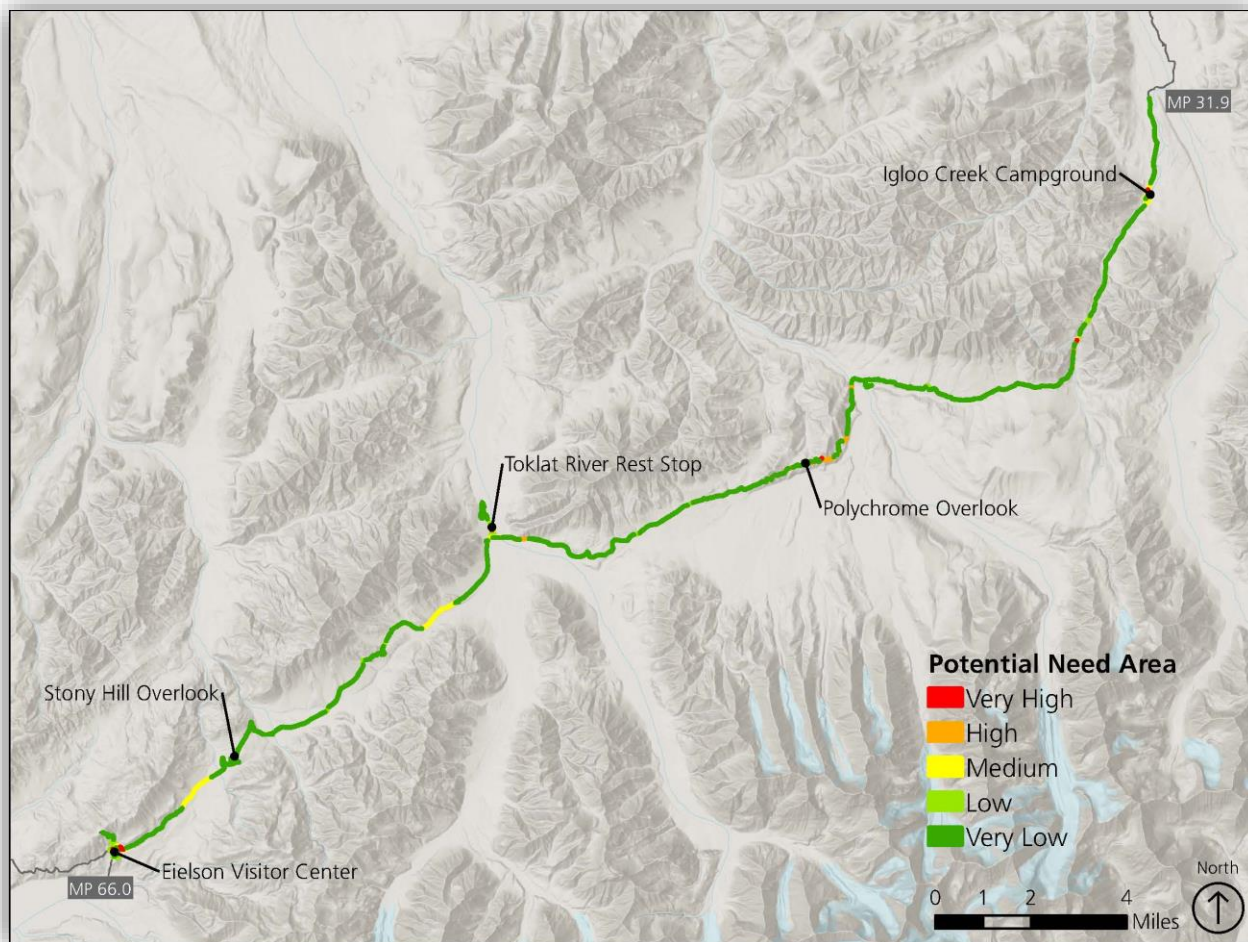 MP 31.9
Igloo Creek Campground
Toklat River Rest Stop
Polychrome Overlook
Stony Hill Overlook
Eielson Visitor Center
MP 66.0
Potential Need Area
Very High
High
Medium
Low
Very Low
North
0 1 2 4
Miles